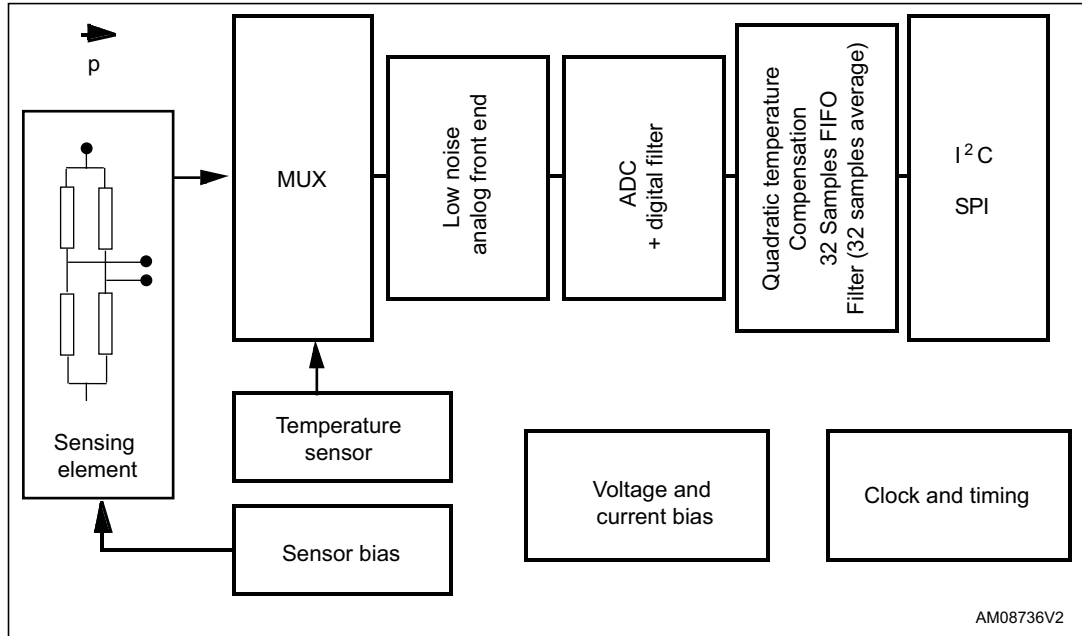 p
Sensing
element
MUX
Temperature
sensor
Sensor bias
Low noise
analog front end
ADC
+ digital filter
Quadratic temperature
Compensation
32 Samples FIFO
Filter (32 samples average)
I² C
SPI
Voltage and
current bias
Clock and timing
AM08736V2